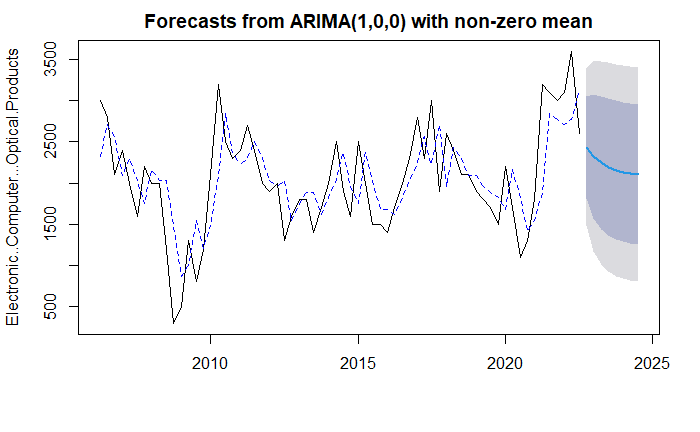 Forecasts from ARIMA(1,0,0) with non-zero mean
Electronic..Computer...Optical.Products
3500
2500
1500
500
2010 2015 2020 2025